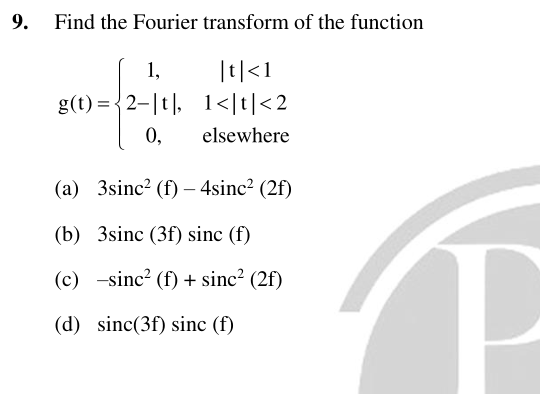 9. Find the Fourier transform of the function
1, |t|<1
g(t) = { 2–|t|, 1<|t|<2
0, elsewhere
(a) 3sinc² (f) – 4sinc² (2f)
(b) 3sinc (3f) sinc (f)
(c) –sinc² (f) + sinc² (2f)
(d) sinc(3f) sinc (f)
P